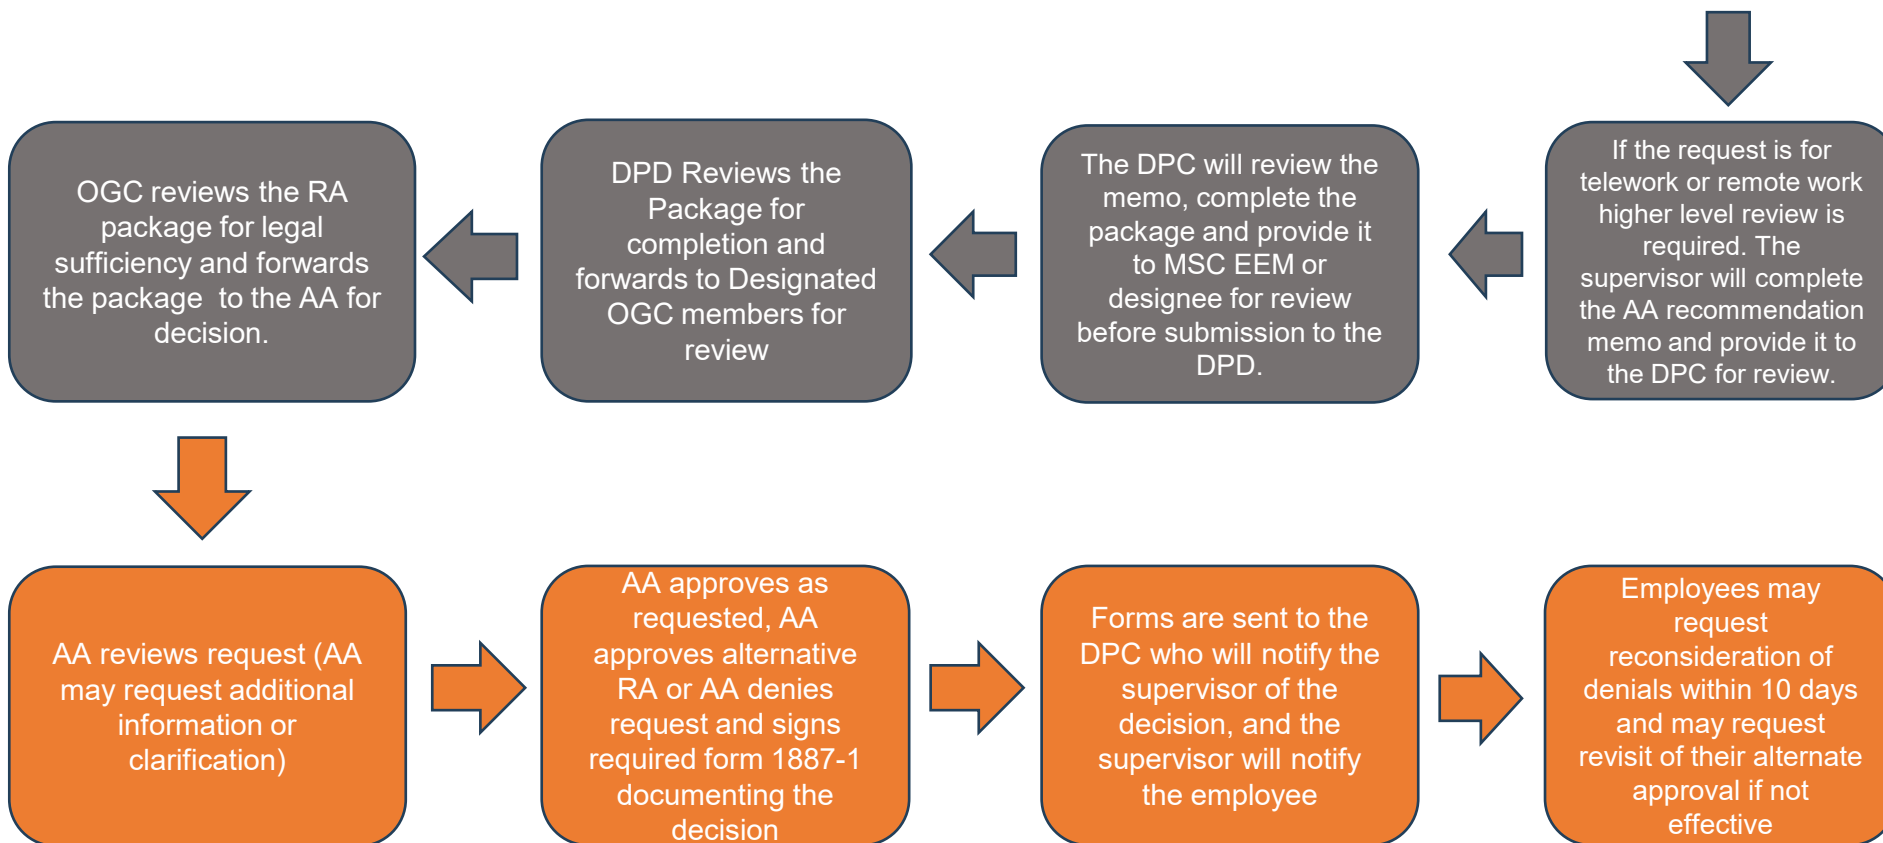 If the request is for
telework or remote work
higher level review is
required. The
supervisor will complete
the AA recommendation
memo and provide it to
the DPC for review.
The DPC will review the
memo, complete the
package and provide it
to MSC EEM or
designee for review
before submission to the
DPD.
DPD Reviews the
Package for
completion and
forwards to Designated
OGC members for
review
OGC reviews the RA
package for legal
sufficiency and forwards
the package  to the AA for
decision.
AA reviews request (AA
may request additional
information or
clarification)
AA approves as
requested, AA
approves alternative
RA or AA denies
request and signs
required form 1887-1
documenting the
decision
Forms are sent to the
DPC who will notify the
supervisor of the
decision, and the
supervisor will notify
the employee
Employees may
request
reconsideration of
denials within 10 days
and may request
revisit of their alternate
approval if not
effective